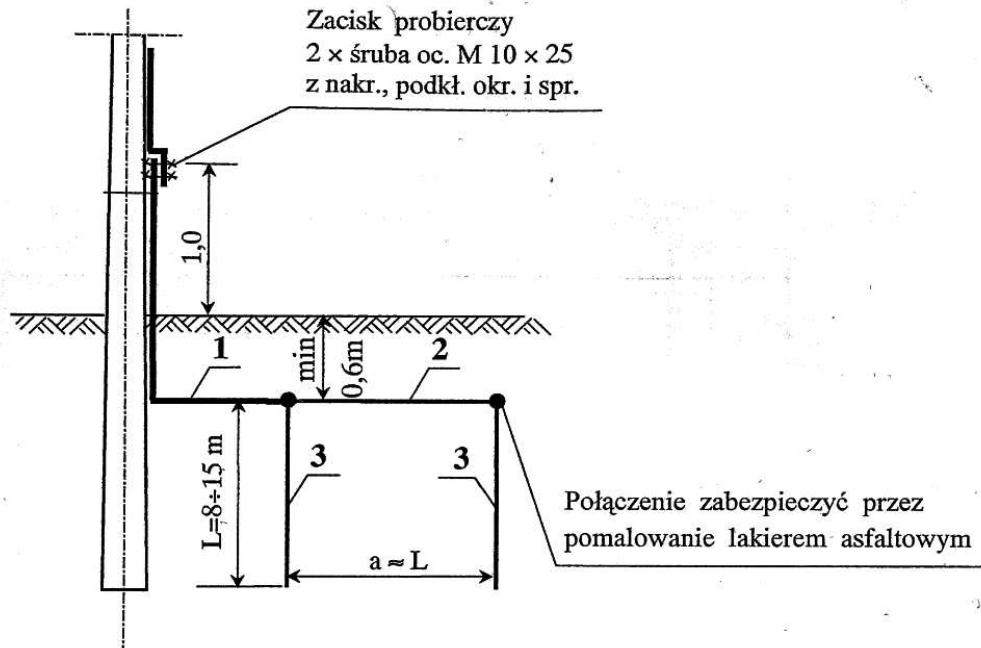 Zacisk probierczy
2 × śruba oc. M 10 × 25
z nakr., podkł. okr. i spr.
1,0
1
min
0,6m
2
3
3
L=8÷15 m
a ≈ L
Połączenie zabezpieczyć przez
pomalowanie lakierem asfaltowym